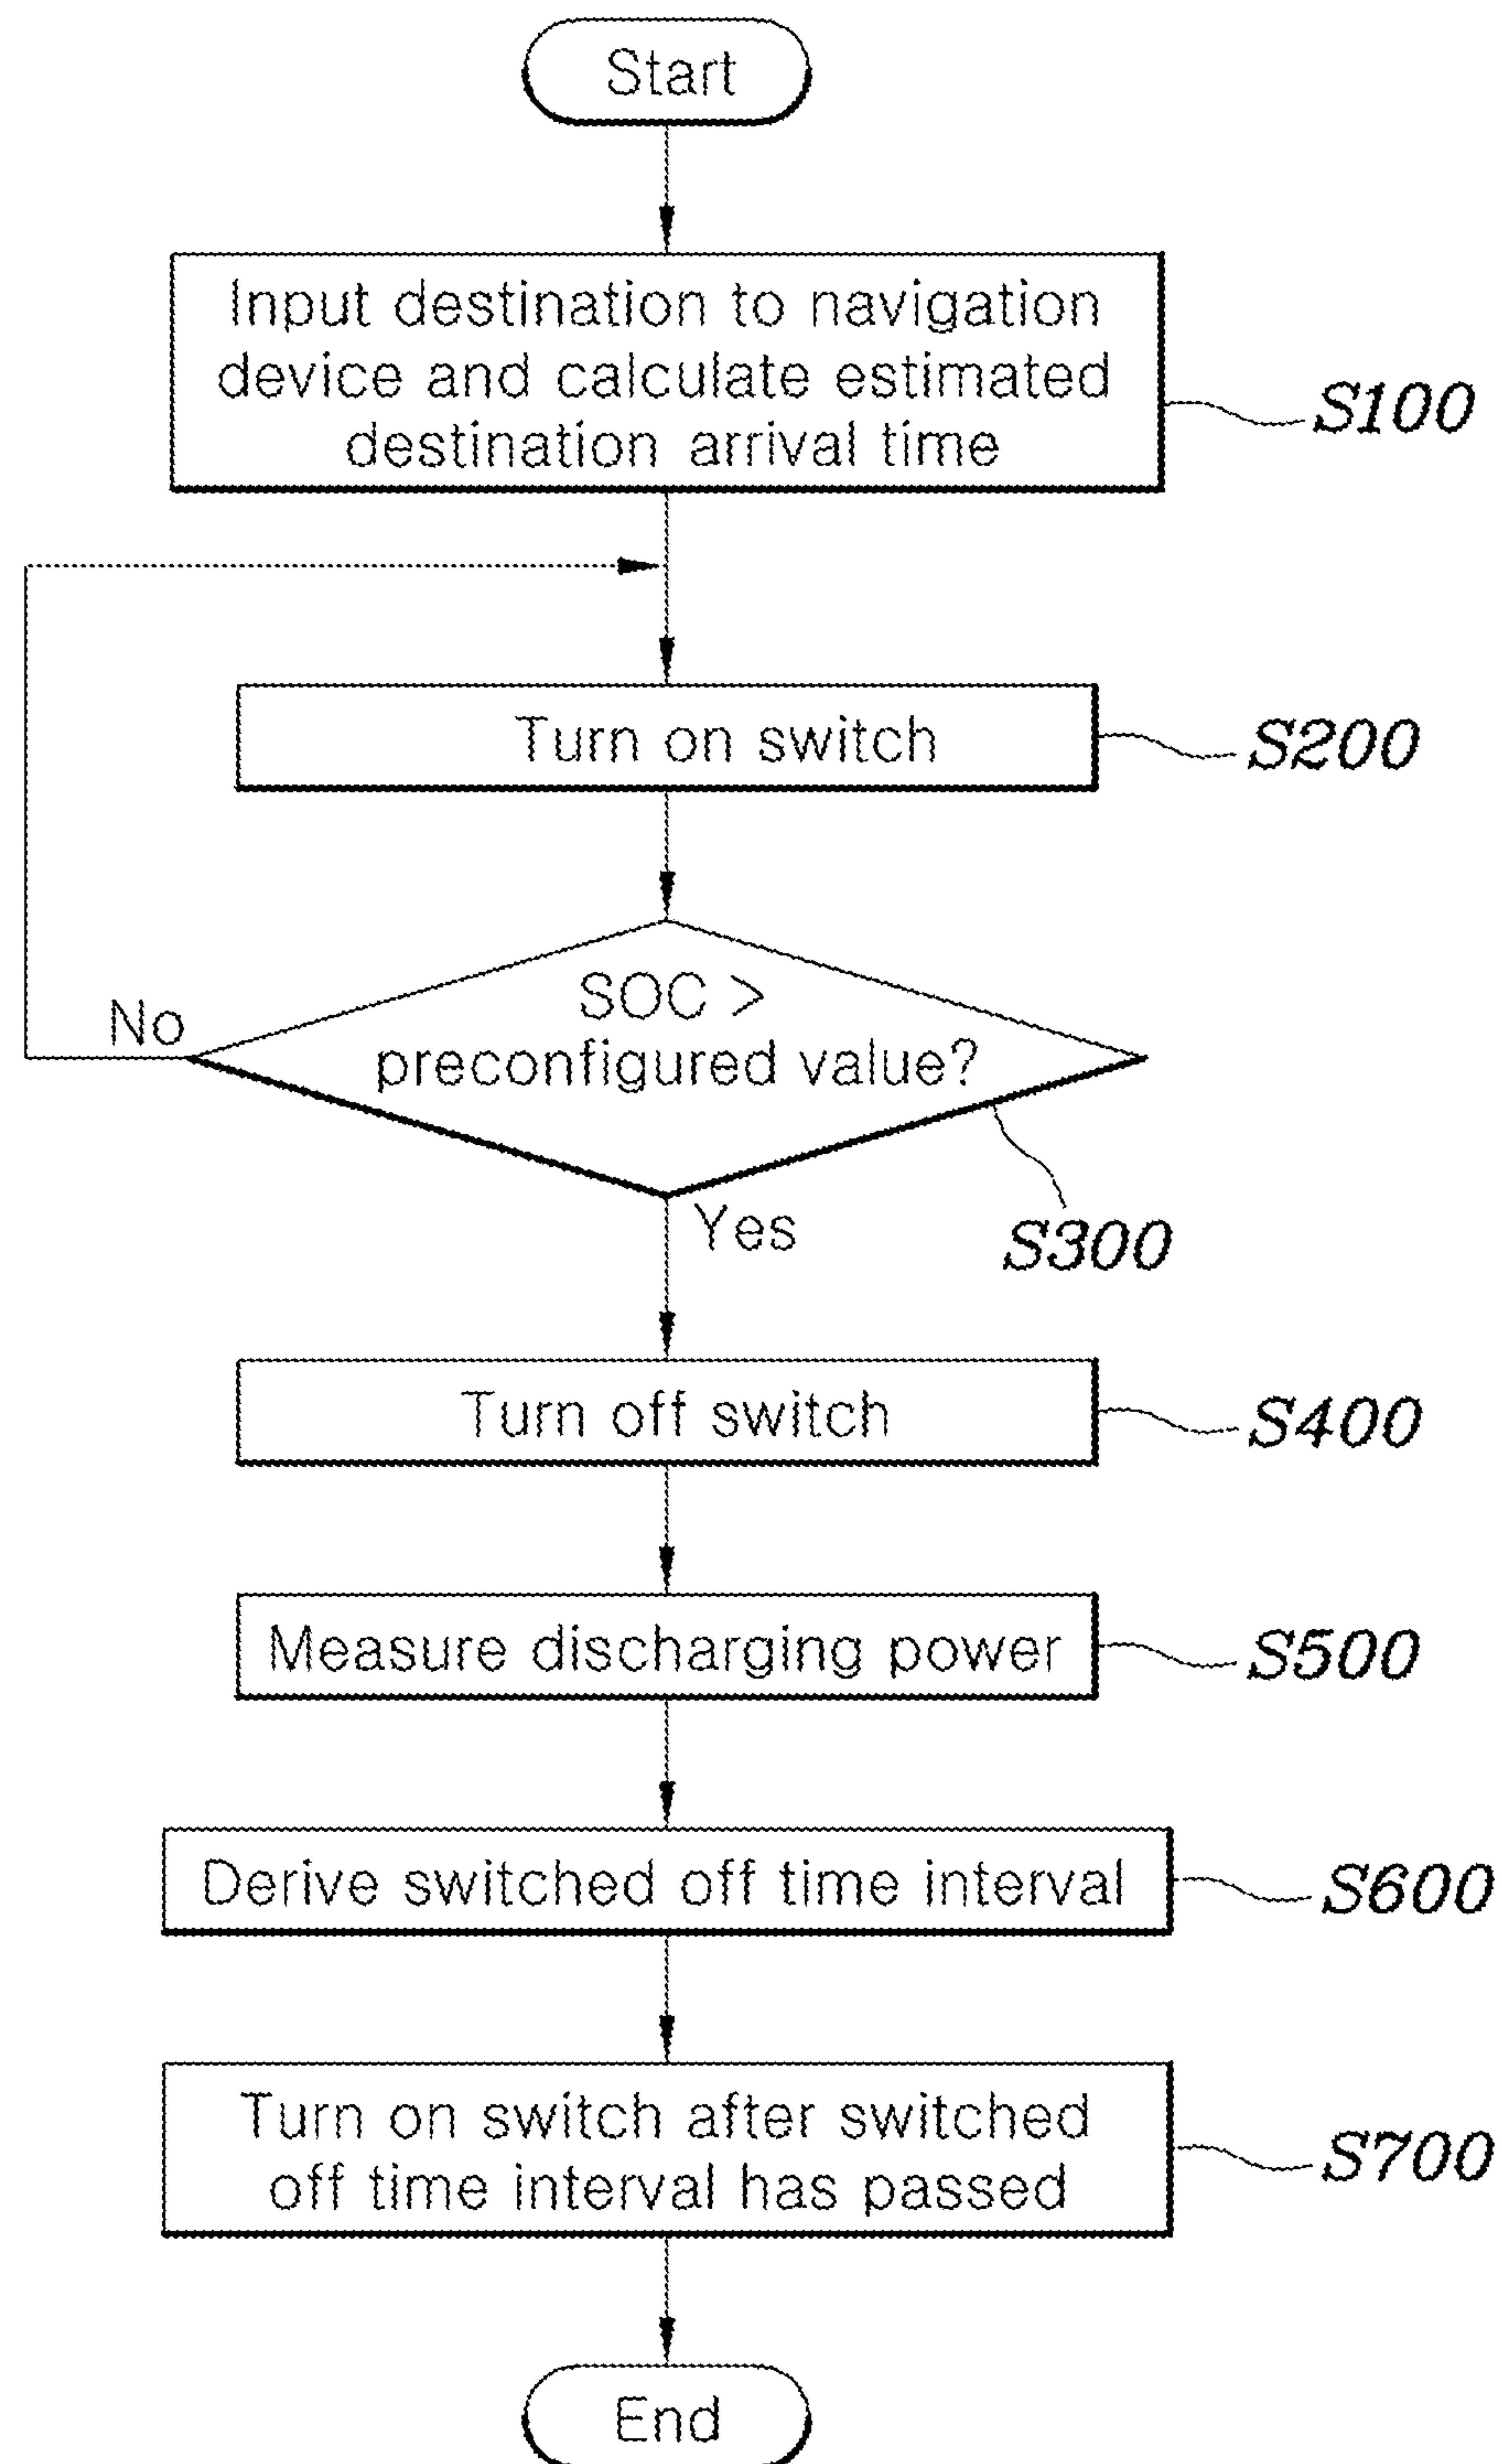 Start
Input destination to navigation
device and calculate estimated
destination arrival time
S100
Turn on switch
S200
SOC >
preconfigured value?
No
Yes
S300
Turn off switch
S400
Measure discharging power
S500
Derive switched off time interval
S600
Turn on switch after switched
off time interval has passed
S700
End